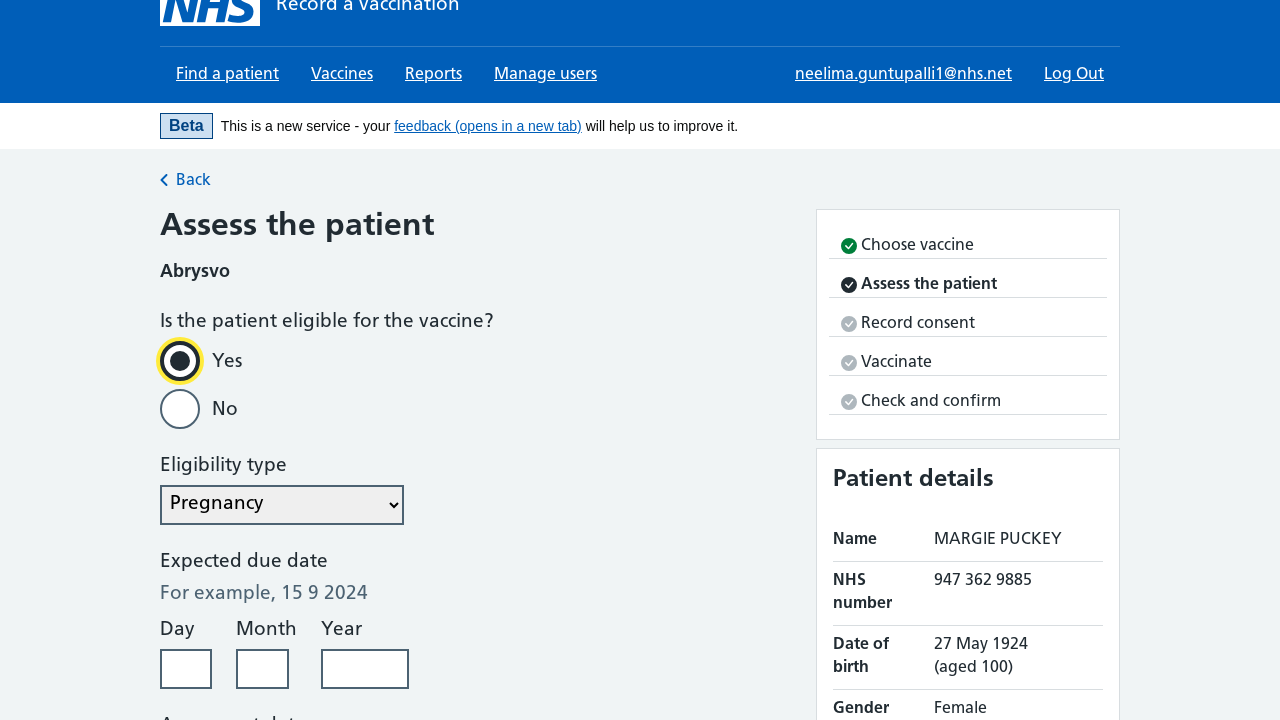 NHS Record a vaccination
Find a patient Vaccines Reports Manage users neelima.guntupalli1@nhs.net Log Out
Beta This is a new service - your feedback (opens in a new tab) will help us to improve it.
Back
Assess the patient
Abrysvo
Is the patient eligible for the vaccine?
Yes
No
Eligibility type
Pregnancy
Expected due date
For example, 15 9 2024
Day Month Year
Choose vaccine
Assess the patient
Record consent
Vaccinate
Check and confirm
Patient details
Name MARGIE PUCKEY
NHS number 947 362 9885
Date of birth 27 May 1924 (aged 100)
Gender Female